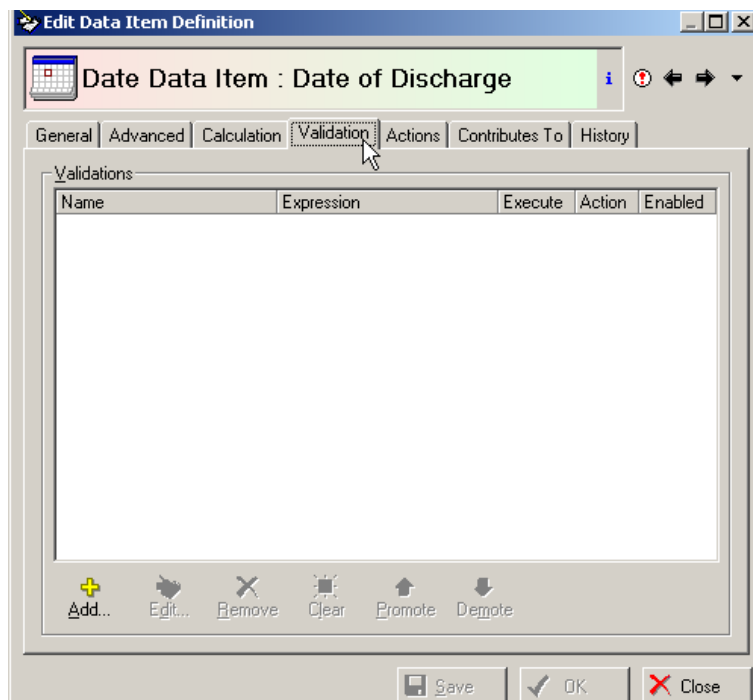 Edit Data Item Definition
Date Data Item : Date of Discharge
General Advanced Calculation Validation Actions Contributes To History
Validations
Name Expression Execute Action Enabled
Add... Edit... Remove Clear Promote Demote
Save OK Close